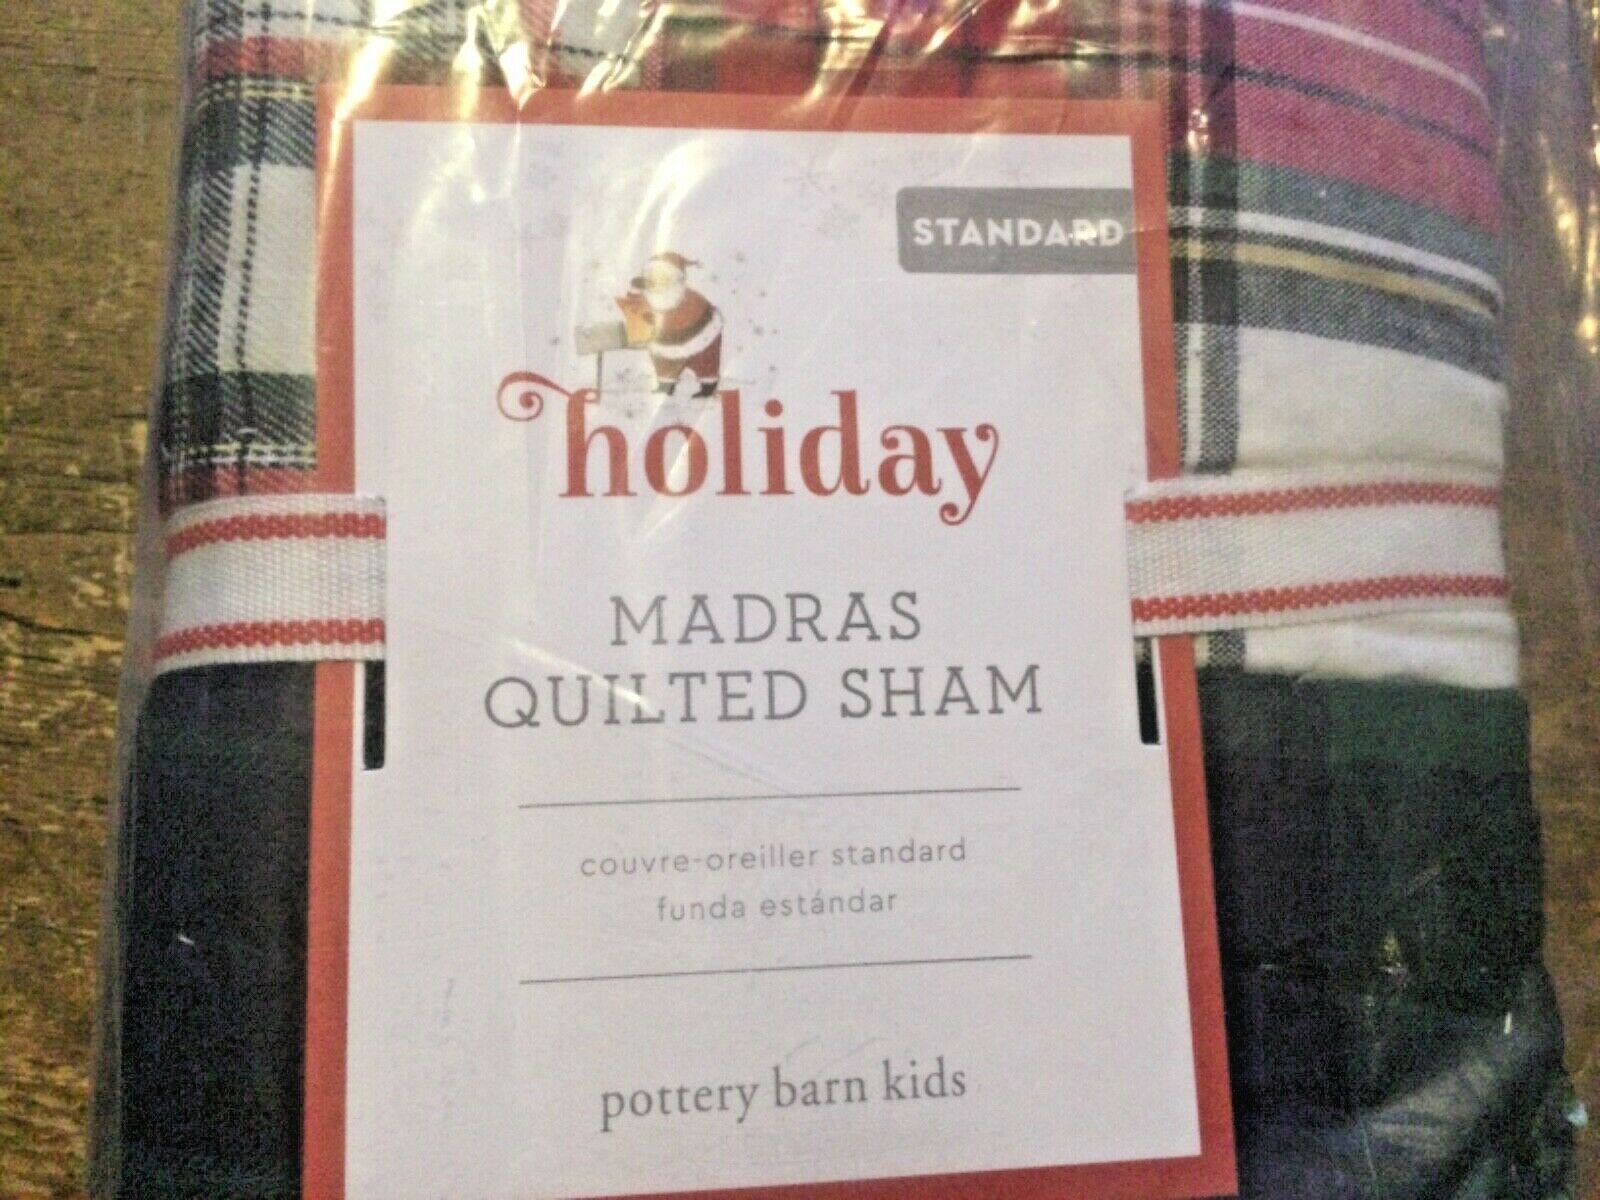 STANDARD
holiday
MADRAS
QUILTED SHAM
couvre-oreiller standard
funda estándar
pottery barn kids